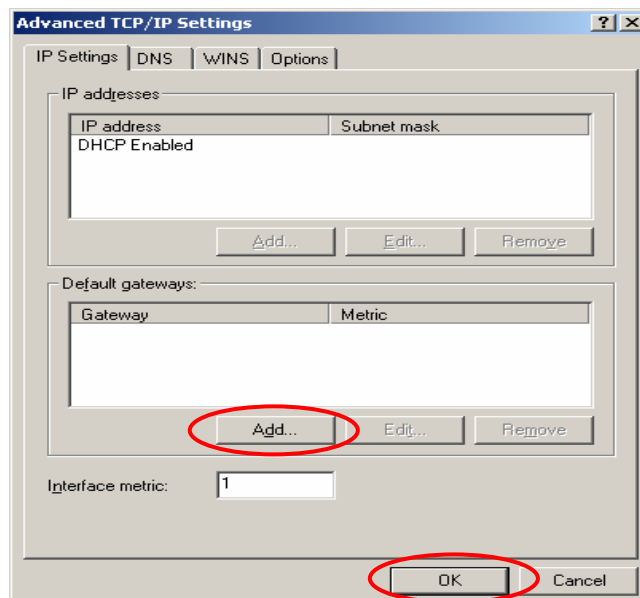 Advanced TCP/IP Settings
IP Settings DNS WINS Options
IP addresses
IP address Subnet mask
DHCP Enabled
Add... Edit... Remove
Default gateways:
Gateway Metric
Add... Edit... Remove
Interface metric: 1
OK Cancel